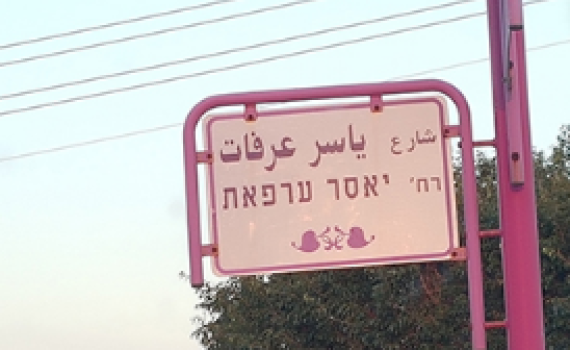 شارع ياسر عرفات
רח' יאסר ערפאת